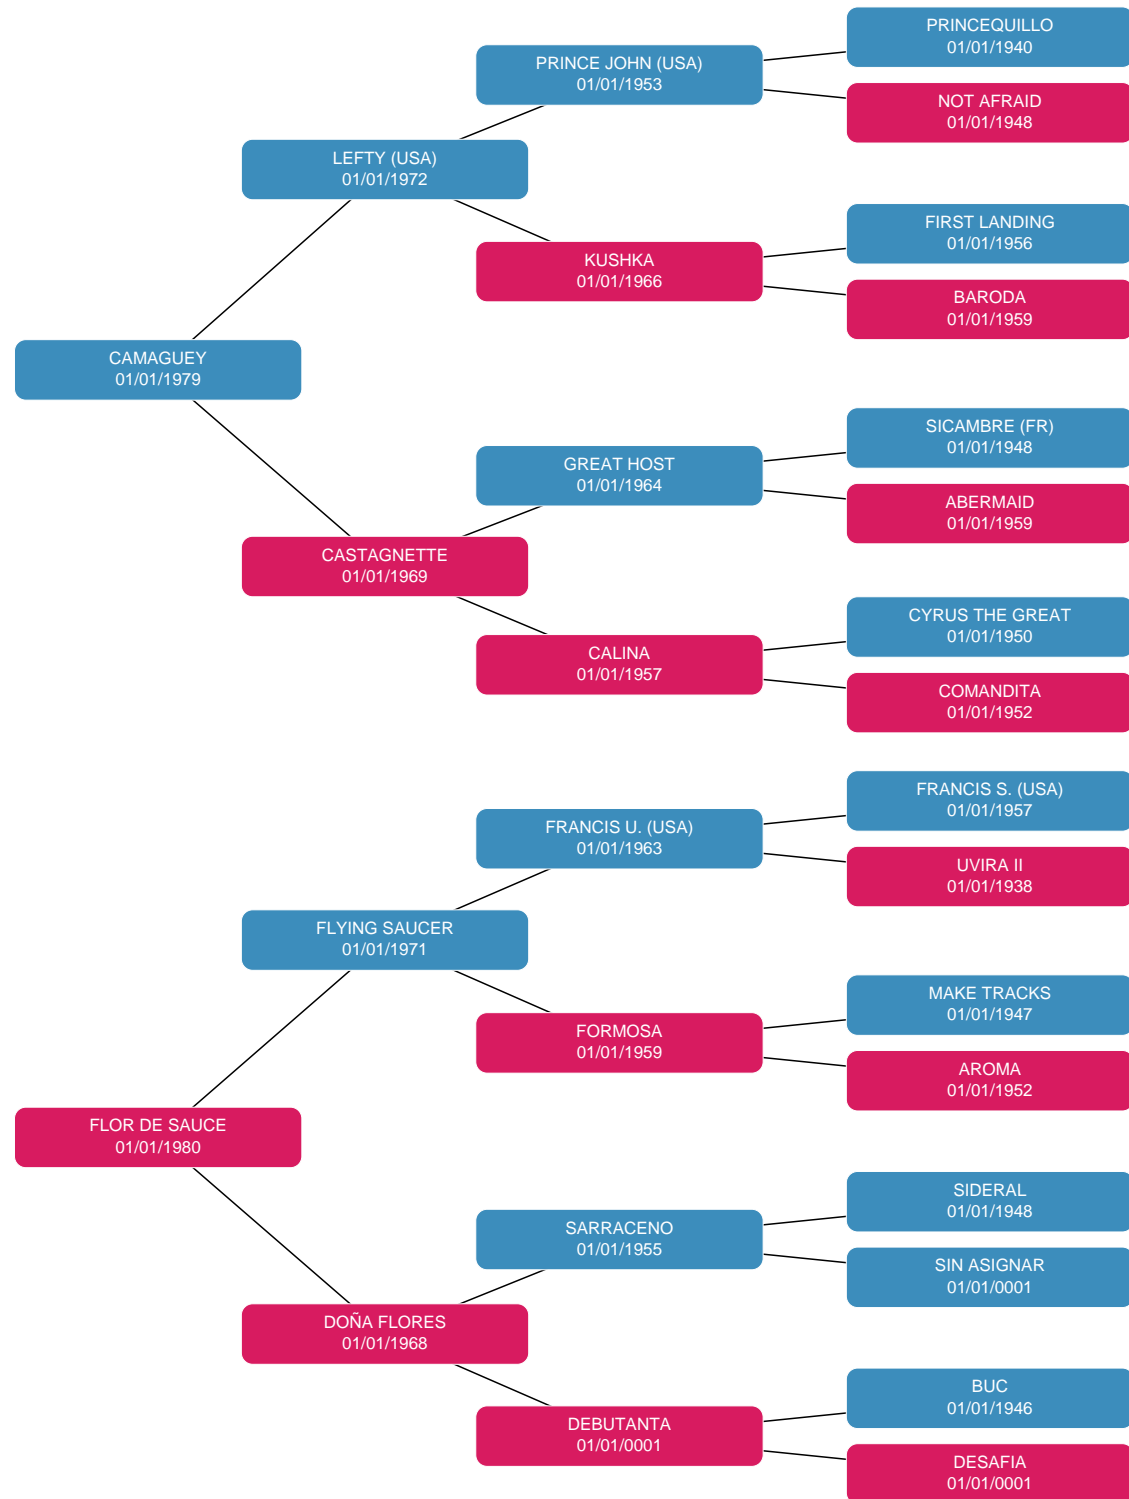 PRINCEQUILLO
01/01/1940
PRINCE JOHN (USA)
01/01/1953
NOT AFRAID
01/01/1948
LEFTY (USA)
01/01/1972
FIRST LANDING
01/01/1956
KUSHKA
01/01/1966
BARODA
01/01/1959
CAMAGUEY
01/01/1979
SICAMBRE (FR)
01/01/1948
GREAT HOST
01/01/1964
ABERMAID
01/01/1959
CASTAGNETTE
01/01/1969
CYRUS THE GREAT
01/01/1950
CALINA
01/01/1957
COMANDITA
01/01/1952
FRANCIS S. (USA)
01/01/1957
FRANCIS U. (USA)
01/01/1963
UVIRA II
01/01/1938
FLYING SAUCER
01/01/1971
MAKE TRACKS
01/01/1947
FORMOSA
01/01/1959
AROMA
01/01/1952
FLOR DE SAUCE
01/01/1980
SIDERAL
01/01/1948
SARRACENO
01/01/1955
SIN ASIGNAR
01/01/0001
DOÑA FLORES
01/01/1968
BUC
01/01/1946
DEBUTANTA
01/01/0001
DESAFIA
01/01/0001